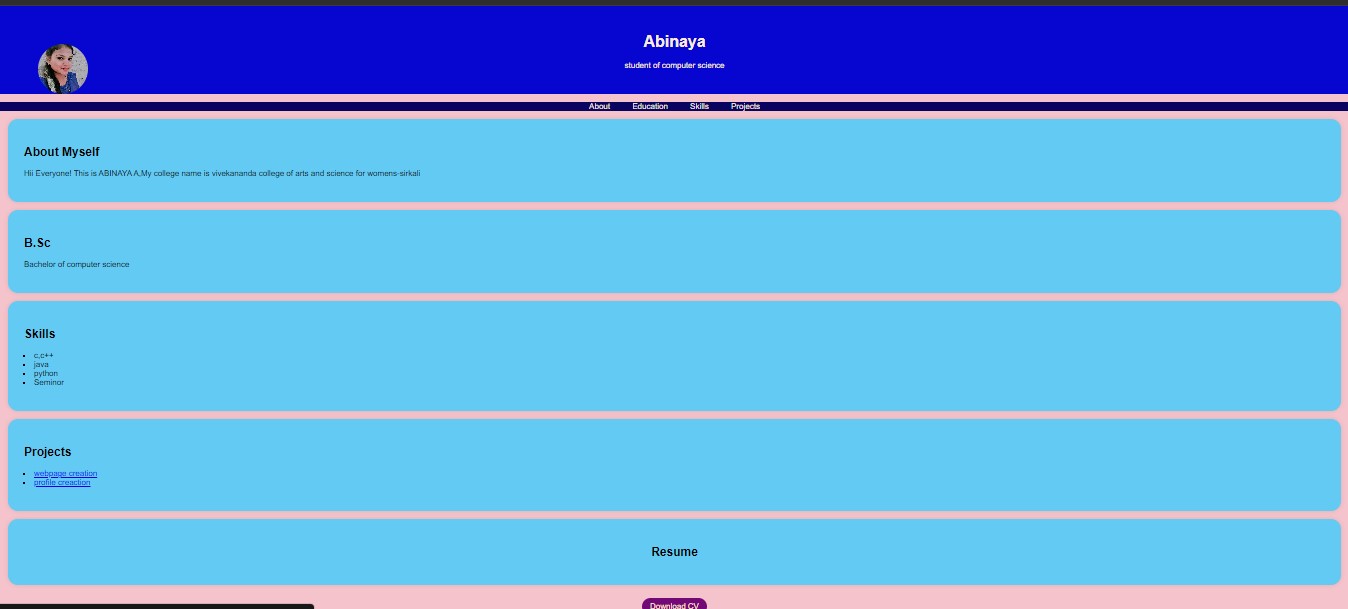 Abinaya
student of computer science
About Education Skills Projects
About Myself
Hii Everyone! This is ABINAYA A,My college name is vivekananda college of arts and science for womens-sirkali
B.Sc
Bachelor of computer science
Skills
c,c++
java
python
Seminor
Projects
webpage creation
profile creaction
Resume
Download CV